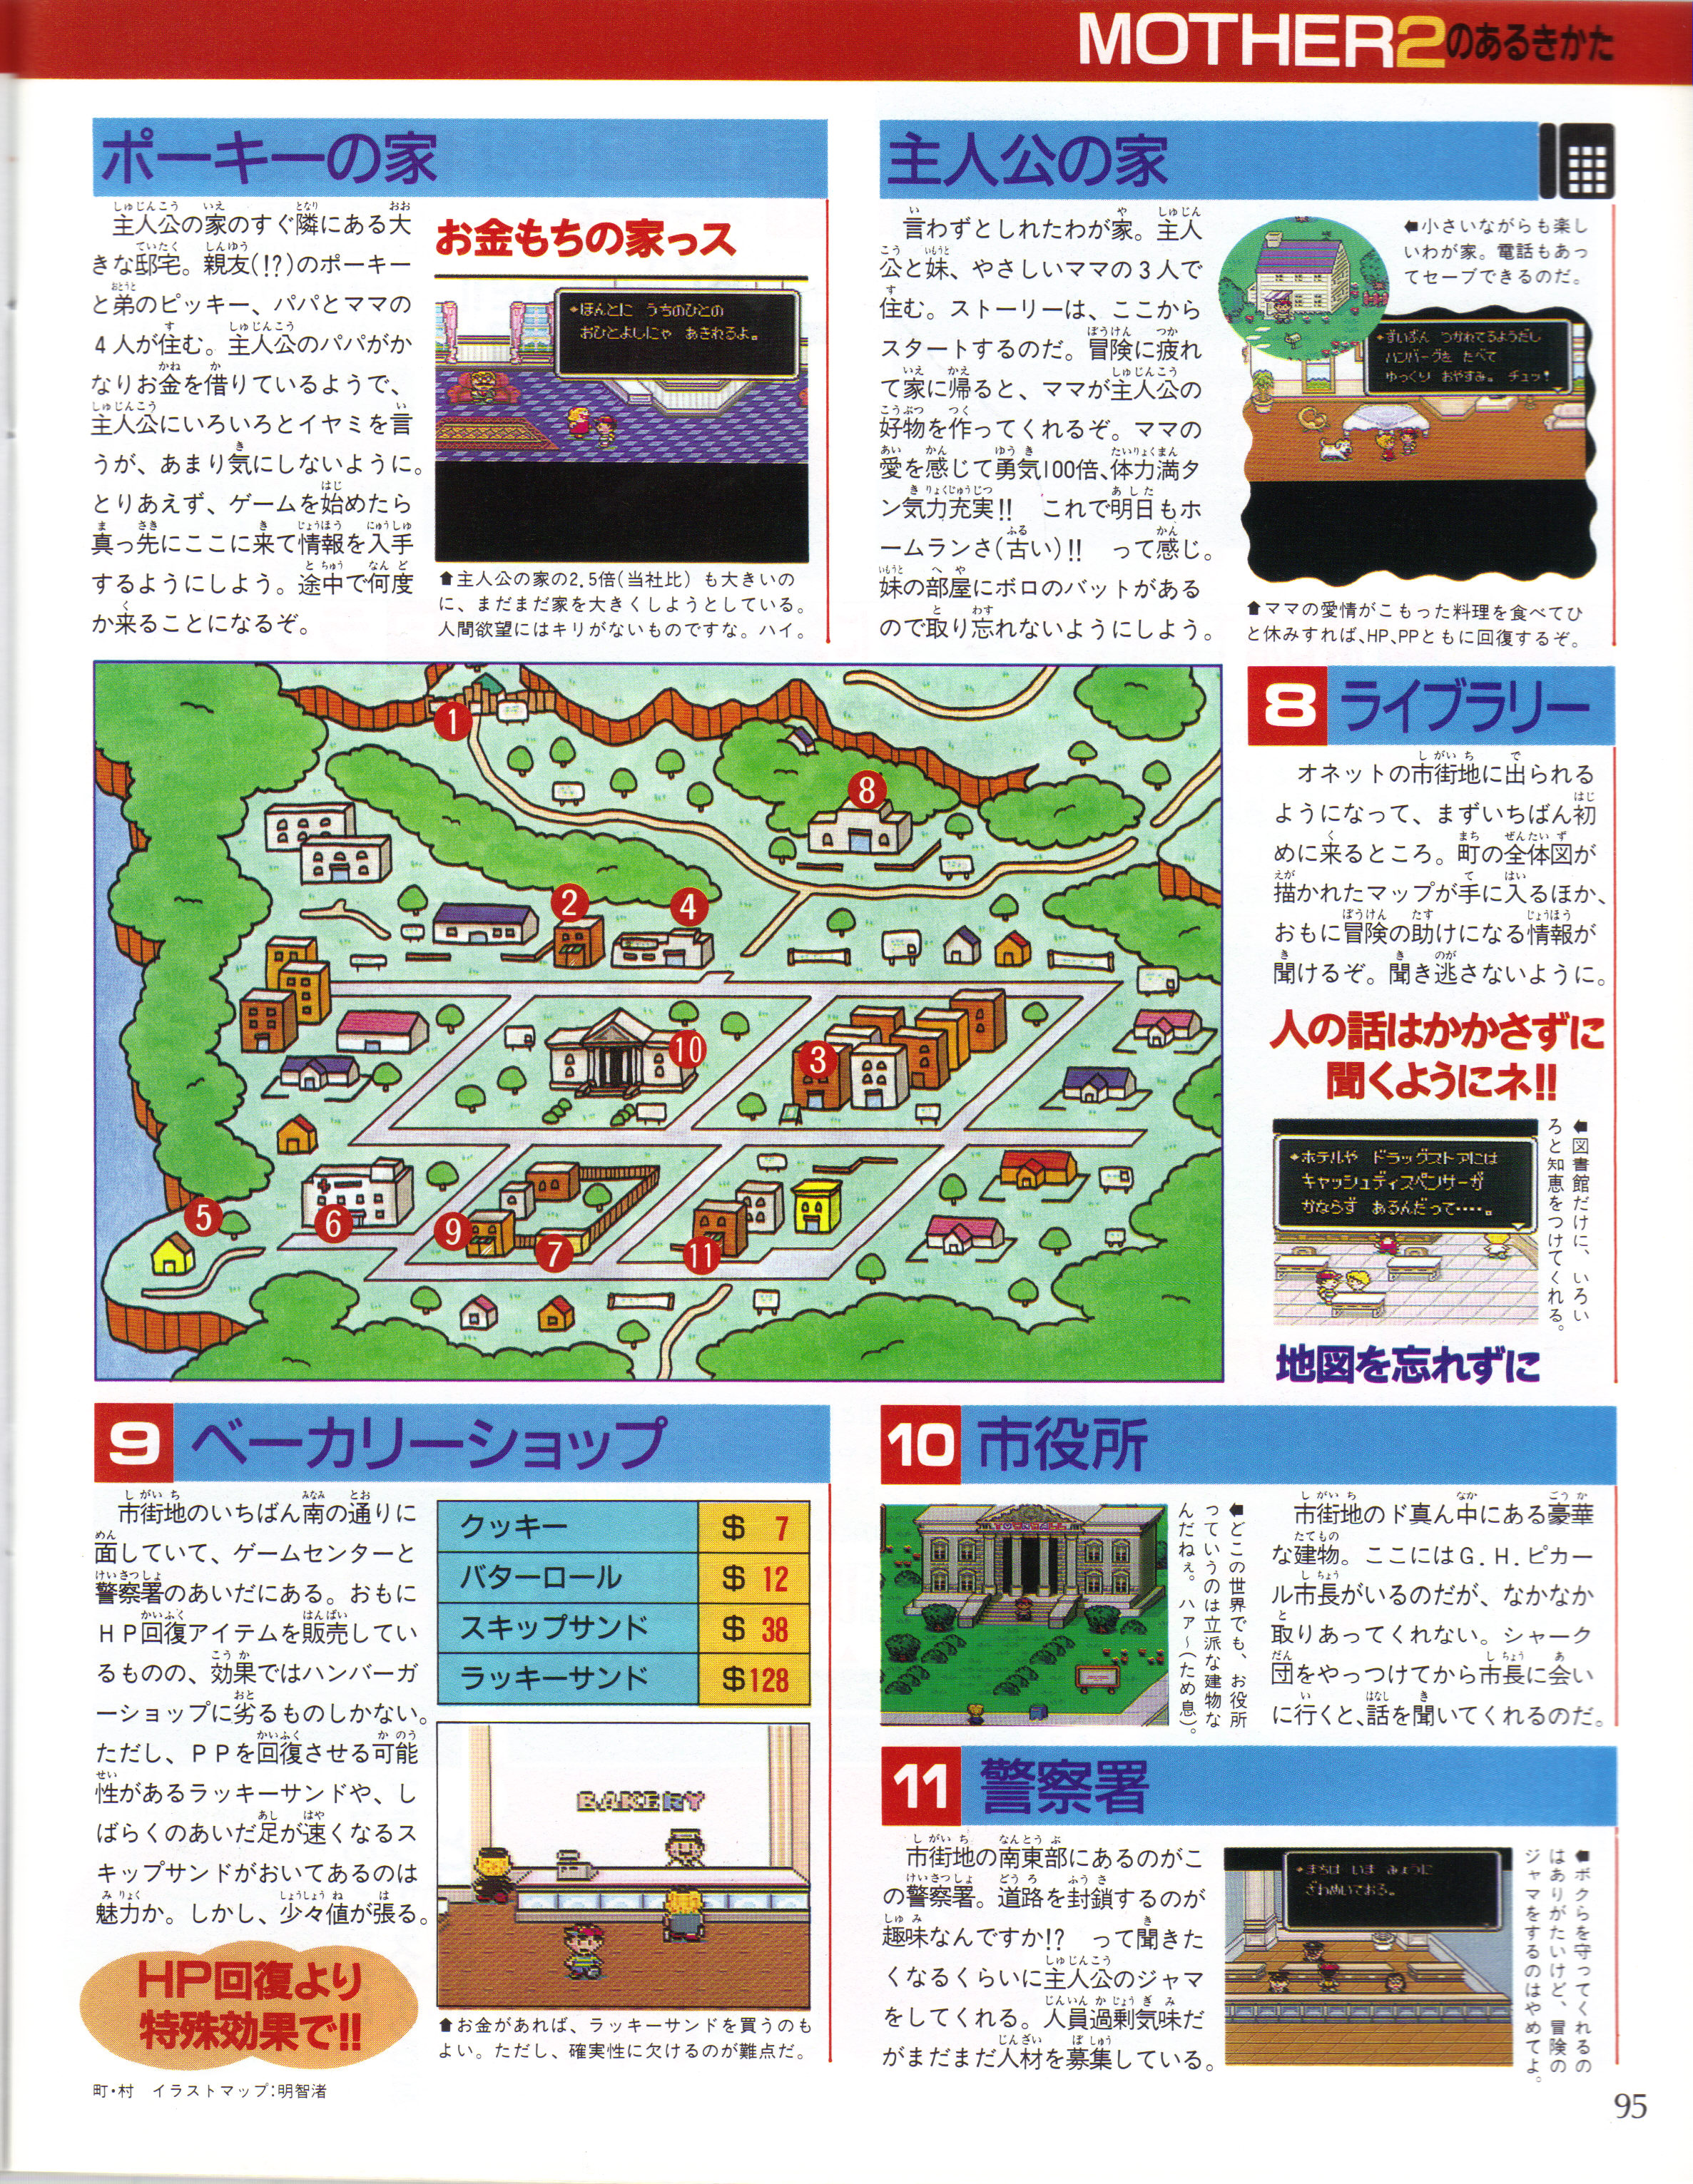 MOTHER2のあるきかた
ポーキーの家
主人公の家のすぐ隣にある大
きな邸宅。親友(!?)のポーキー
と弟のピッキー、パパとママの
4人が住む。主人公のパパがか
なりお金を借りているようで、
主人公にいろいろとイヤミを言
うが、あまり気にしないように。
とりあえず、ゲームを始めたら
真っ先にここに来て情報を入手
するようにしよう。途中で何度
か来ることになるぞ。
お金もちの家っス
ほんとに うちのひとの
おひとよしにゃ あきれるよ。
⬆主人公の家の2.5倍(当社比)も大きいの
に、まだまだ家を大きくしようとしている。
人間欲望にはキリがないものですな。ハイ。
主人公の家
言わずとしれたわが家。主人
公と妹、やさしいママの3人で
住む。ストーリーは、ここから
スタートするのだ。冒険に疲れ
て家に帰ると、ママが主人公の
好物を作ってくれるぞ。ママの
愛を感じて勇気100倍、体力満タ
ン気力充実!! これで明日もホ
ームランさ(古い)!! って感じ。
妹の部屋にボロのバットがある
ので取り忘れないようにしよう。
⬅小さいながらも楽し
いわが家。電話もあっ
てセーブできるのだ。
ずいぶん つかれてるようだし
ハンバーグを たべて
ゆっくり おやすみ。 チュッ!
⬆ママの愛情がこもった料理を食べてひ
と休みすれば、HP、PPともに回復するぞ。
1
8
2
4
10
3
5
6
9
7
11
8 ライブラリー
オネットの市街地に出られる
ようになって、まずいちばん初
めに来るところ。町の全体図が
描かれたマップが手に入るほか、
おもに冒険の助けになる情報が
聞けるぞ。聞き逃さないように。
人の話はかかさずに
聞くようにネ!!
ホテルや ドラッグストアには
キャッシュディスペンサーが
かならず あるんだって‥‥。
⬅図書館だけに、いろい
ろと知恵をつけてくれる。
地図を忘れずに
9 ベーカリーショップ
市街地のいちばん南の通りに
面していて、ゲームセンターと
警察署のあいだにある。おもに
HP回復アイテムを販売してい
るものの、効果ではハンバーガ
ーショップに劣るものしかない。
ただし、PPを回復させる可能
性があるラッキーサンドや、し
ばらくのあいだ足が速くなるス
キップサンドがおいてあるのは
魅力か。しかし、少々値が張る。
HP回復より
特殊効果で!!
クッキー $ 7
バターロール $ 12
スキップサンド $ 38
ラッキーサンド $128
BAKERY
⬆お金があれば、ラッキーサンドを買うのも
よい。ただし、確実性に欠けるのが難点だ。
10 市役所
⬅どこの世界でも、お役所
っていうのは立派な建物な
んだねぇ。ハァ〜(ため息)。
市街地のド真ん中にある豪華
な建物。ここにはG.H.ピカー
ル市長がいるのだが、なかなか
取りあってくれない。シャーク
団をやっつけてから市長に会い
に行くと、話を聞いてくれるのだ。
11 警察署
市街地の南東部にあるのがこ
の警察署。道路を封鎖するのが
趣味なんですか!? って聞きた
くなるくらいに主人公のジャマ
をしてくれる。人員過剰気味だ
がまだまだ人材を募集している。
まちは いま みょうに
ざわめいておる。
⬅ボクらを守ってくれるの
はありがたいけど、冒険の
ジャマをするのはやめてよ。
町・村 イラストマップ:明智渚
95